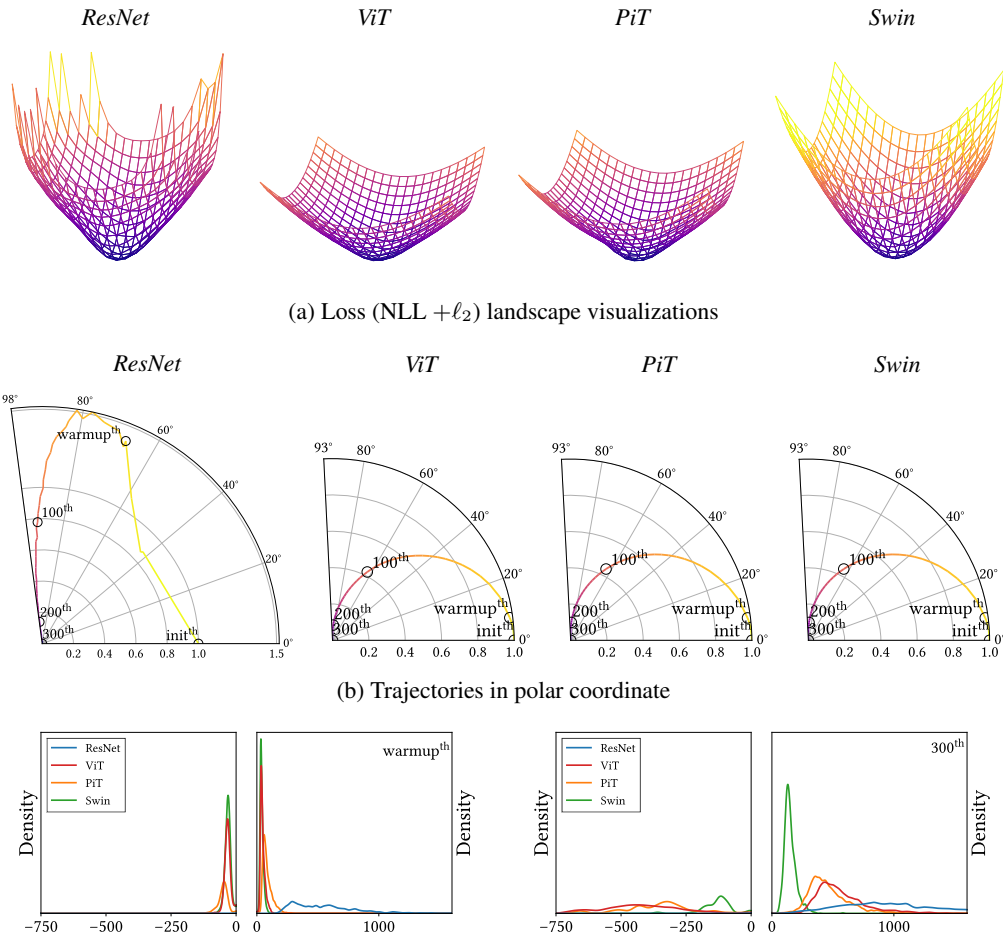 ResNet ViT PiT Swin
(a) Loss (NLL +ℓ₂) landscape visualizations
ResNet ViT PiT Swin
98° 80° 60° 40° 20° 0°
warmupᵗʰ
100ᵗʰ
200ᵗʰ
300ᵗʰ
initᵗʰ
0.2 0.4 0.6 0.8 1.0 1.5
93° 80° 60° 40° 20° 0°
100ᵗʰ
200ᵗʰ
300ᵗʰ
warmupᵗʰ
initᵗʰ
0.2 0.4 0.6 0.8 1.0
93° 80° 60° 40° 20° 0°
100ᵗʰ
200ᵗʰ
300ᵗʰ
warmupᵗʰ
initᵗʰ
0.2 0.4 0.6 0.8 1.0
93° 80° 60° 40° 20° 0°
100ᵗʰ
200ᵗʰ
300ᵗʰ
warmupᵗʰ
initᵗʰ
0.2 0.4 0.6 0.8 1.0
(b) Trajectories in polar coordinate
Density
ResNet
ViT
PiT
Swin
−750 −500 −250 0
warmupᵗʰ
0 1000
Density
Density
ResNet
ViT
PiT
Swin
−750 −500 −250 0
300ᵗʰ
0 1000
Density